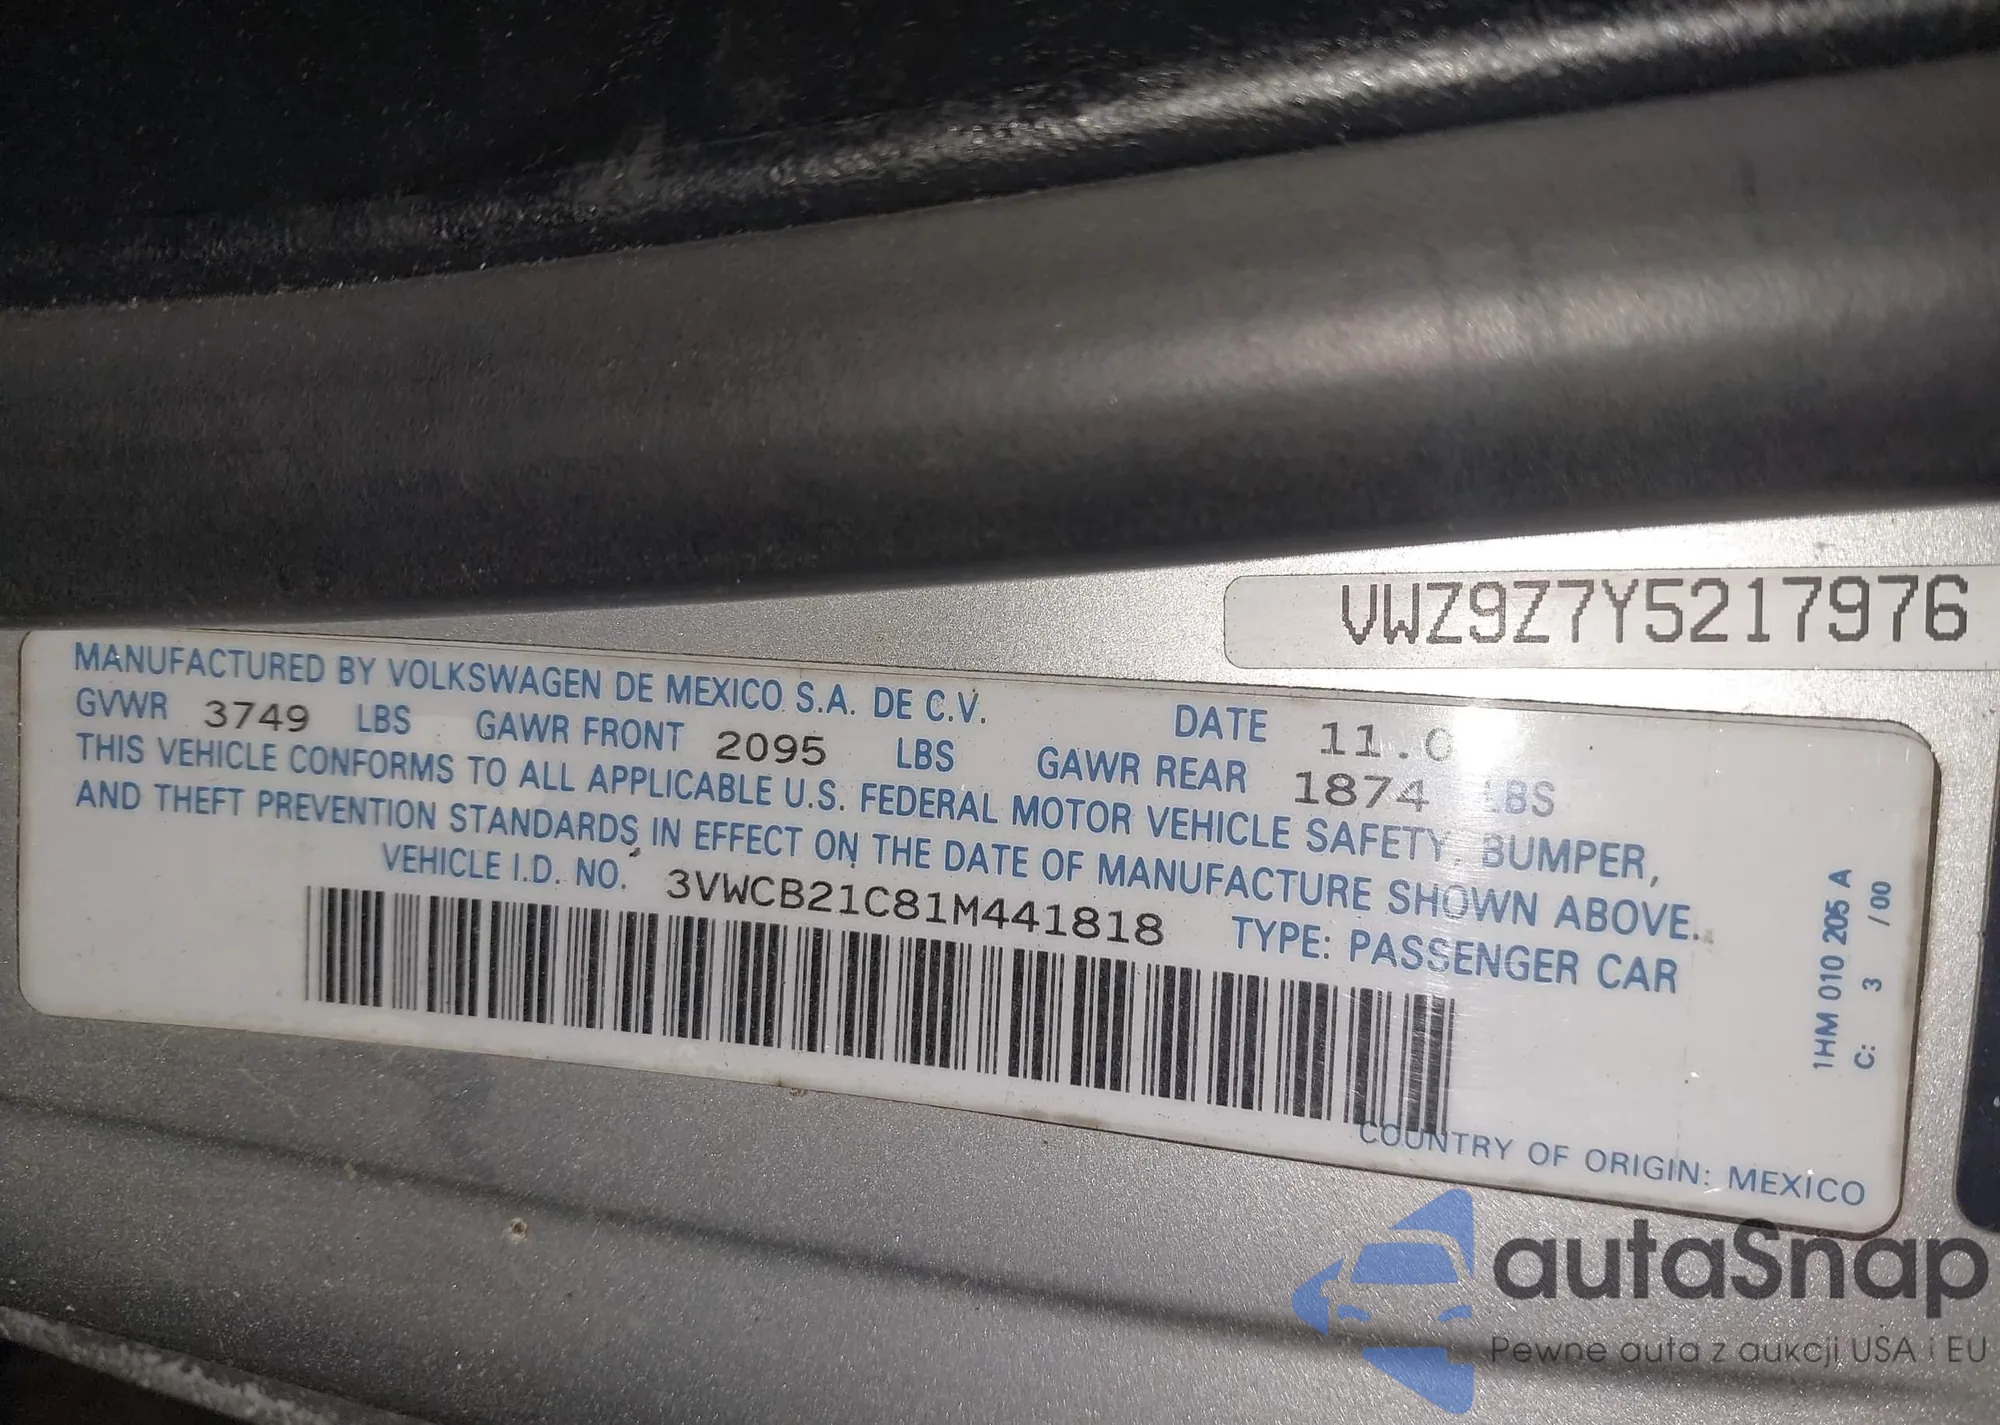 VWZ9Z7Y5217976
MANUFACTURED BY VOLKSWAGEN DE MEXICO S.A. DE C.V. DATE 11.0
GVWR 3749 LBS GAWR FRONT 2095 LBS GAWR REAR 1874 LBS
THIS VEHICLE CONFORMS TO ALL APPLICABLE U.S. FEDERAL MOTOR VEHICLE SAFETY, BUMPER,
AND THEFT PREVENTION STANDARDS, IN EFFECT ON THE DATE OF MANUFACTURE SHOWN ABOVE.
VEHICLE I.D. NO. 3VWCB21C81M441818 TYPE: PASSENGER CAR
1HM 010 205 A
C: 3 /00
COUNTRY OF ORIGIN: MEXICO
autaSnap
Pewne auta z aukcji USA i EU